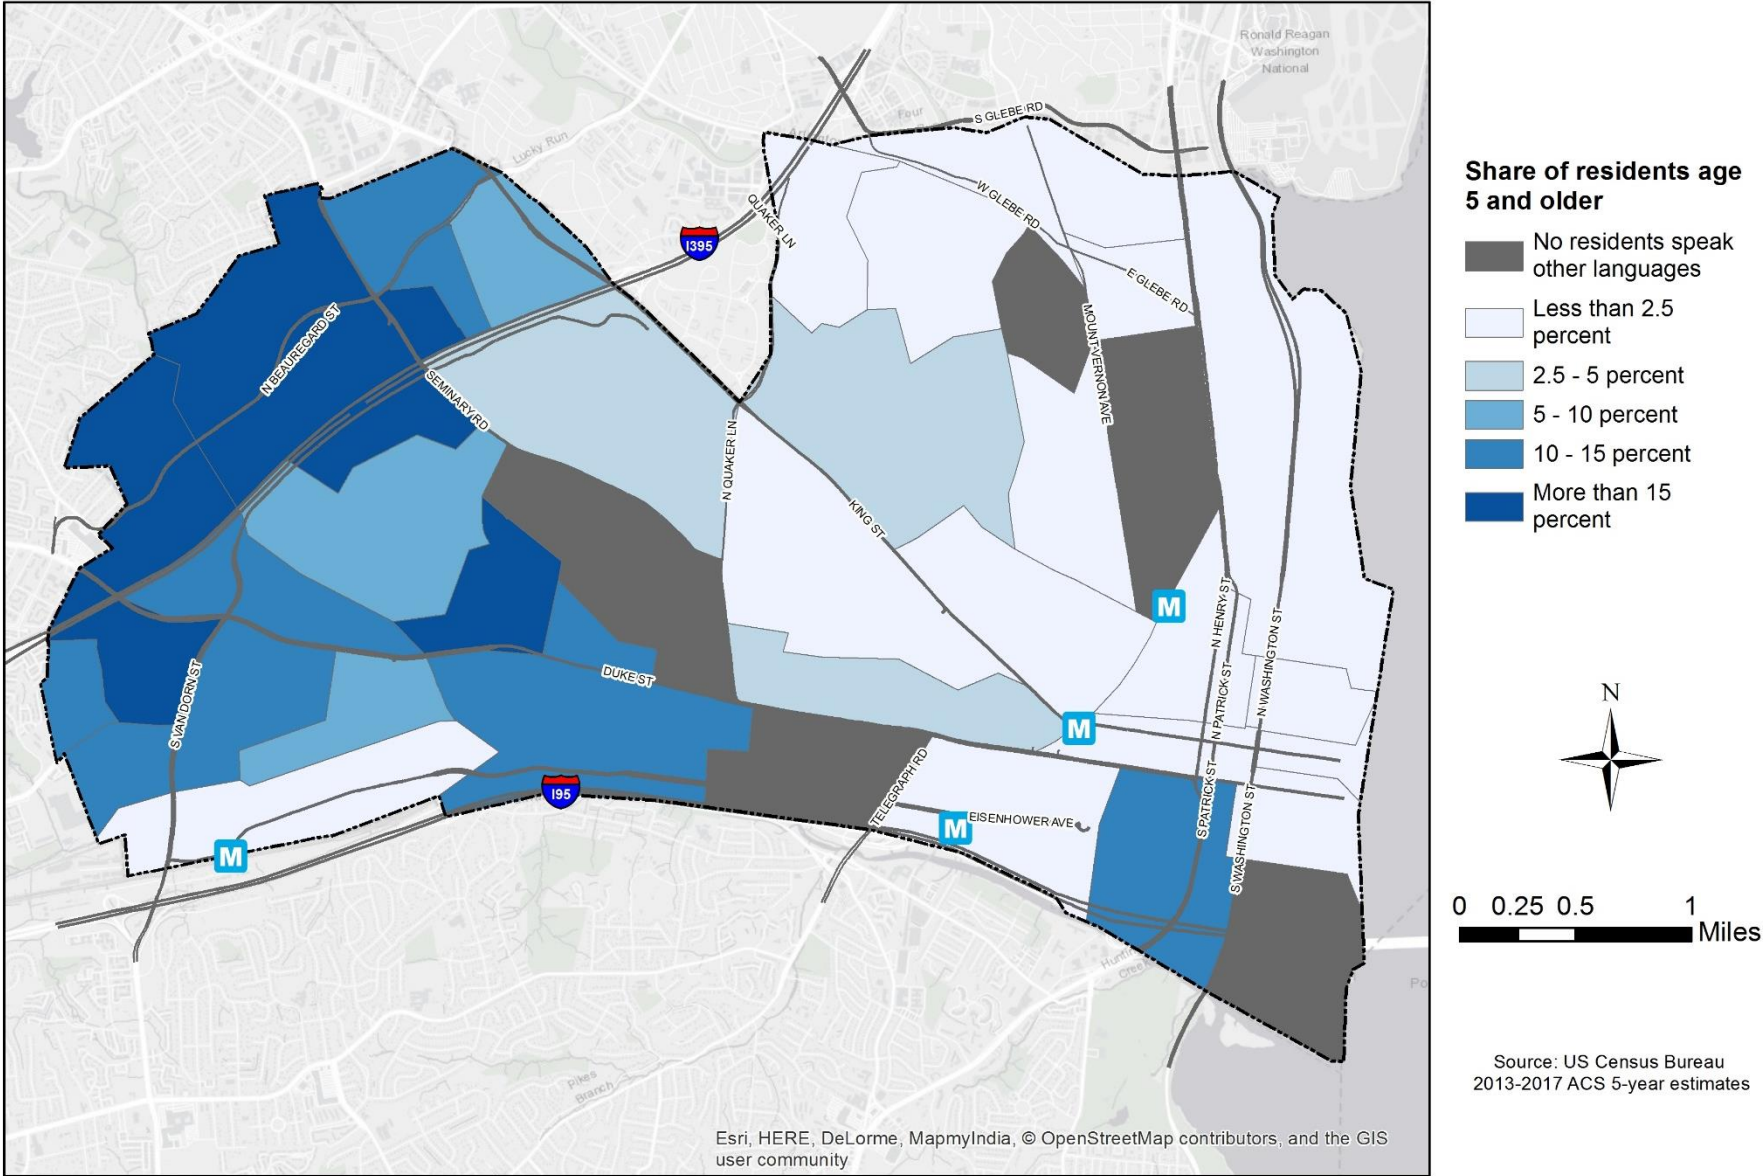 Ronald Reagan
Washington
National
Four
S GLEBE RD
Lucky Run
W GLEBE RD
QUAKER LN
I395
E GLEBE RD
MOUNT VERNON AVE
N BEAUREGARD ST
SEMINARY RD
N QUAKER LN
KING ST
M
N HENRY ST
N WASHINGTON ST
DUKE ST
N PATRICK ST
S VAN DORN ST
M
TELEGRAPH RD
I95
S PATRICK ST
S WASHINGTON ST
M
EISENHOWER AVE
M
Creek
Pikes
Branch
Po
Esri, HERE, DeLorme, MapmyIndia, © OpenStreetMap contributors, and the GIS
user community
Share of residents age
5 and older
No residents speak
other languages
Less than 2.5
percent
2.5 - 5 percent
5 - 10 percent
10 - 15 percent
More than 15
percent
N
0 0.25 0.5 1
Miles
Source: US Census Bureau
2013-2017 ACS 5-year estimates